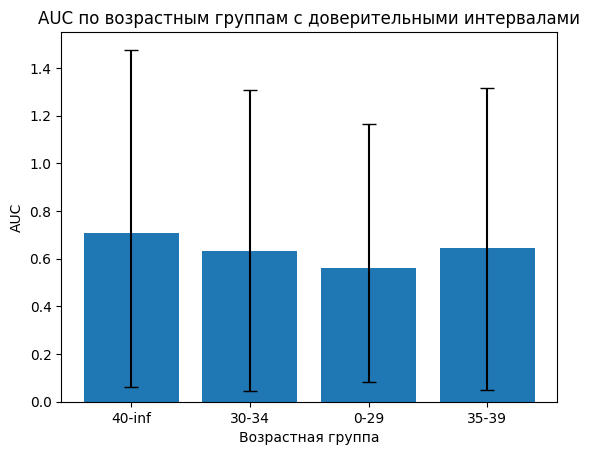 AUC по возрастным группам с доверительными интервалами
AUC
1.4
1.2
1.0
0.8
0.6
0.4
0.2
0.0
40-inf 30-34 0-29 35-39
Возрастная группа